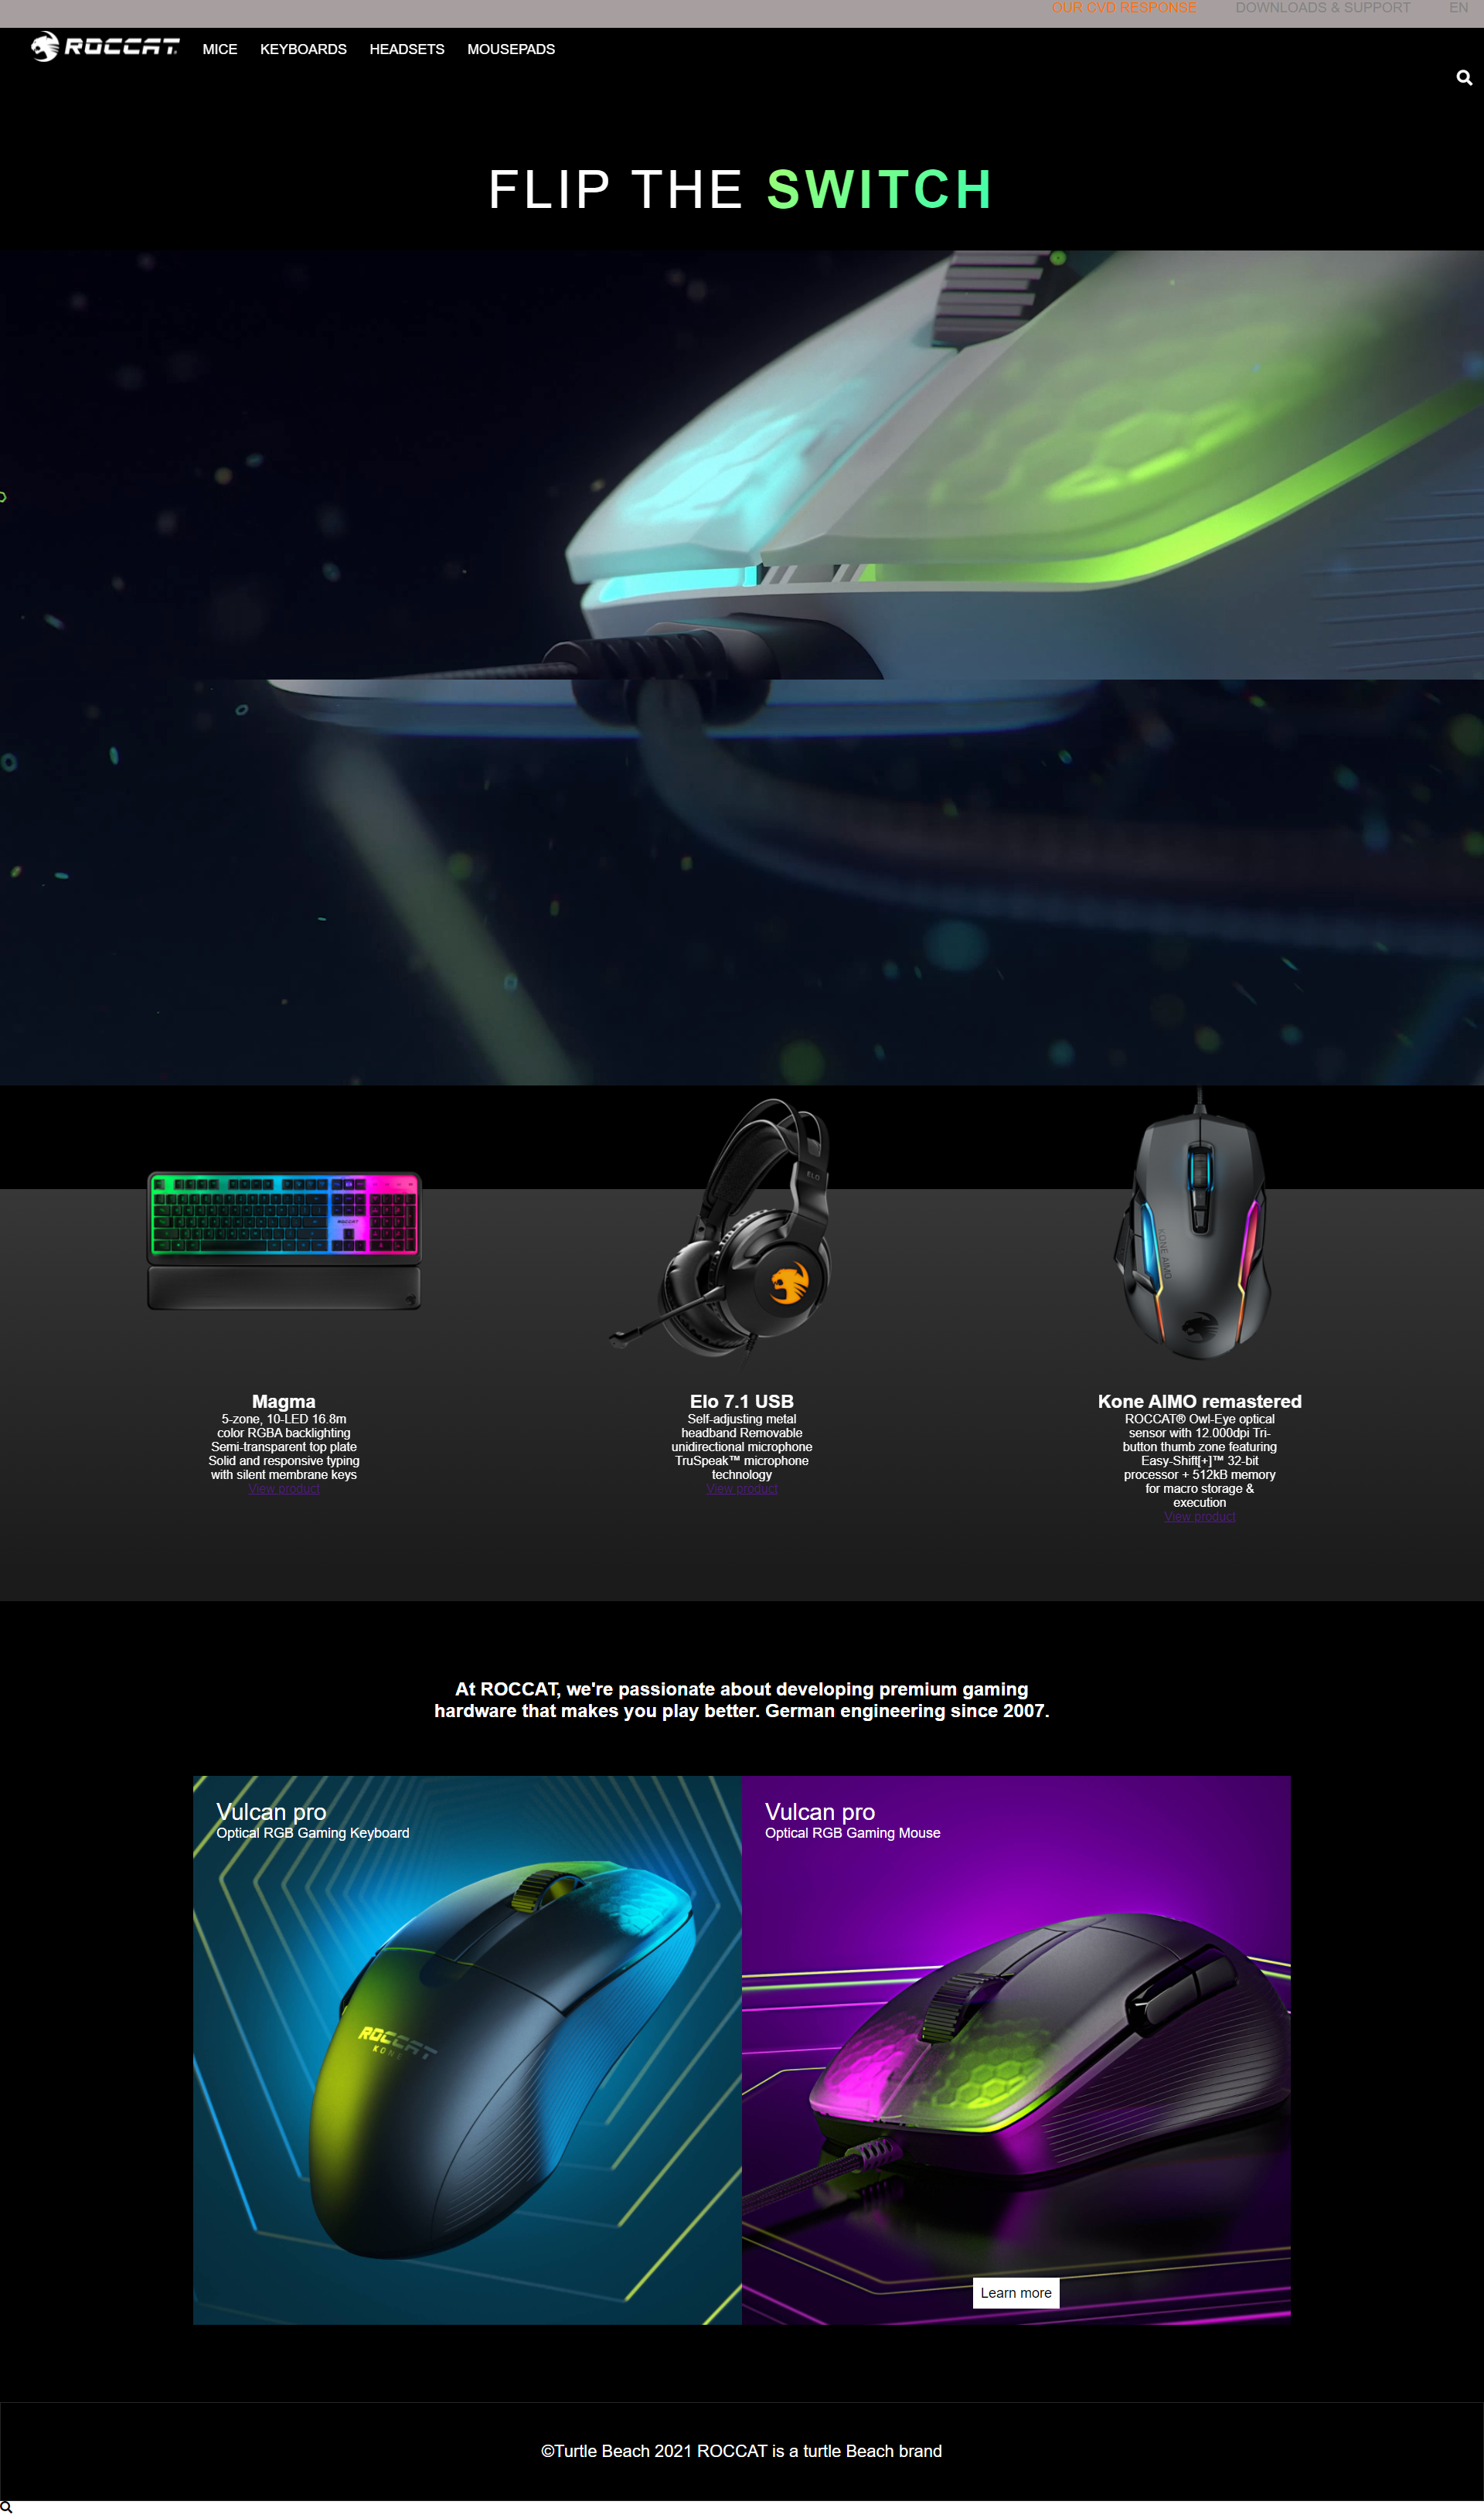 OUR CVD RESPONSE DOWNLOADS & SUPPORT EN
ROCCAT MICE KEYBOARDS HEADSETS MOUSEPADS
FLIP THE SWITCH
ROCCAT
ELO
KONE AIMO
Magma
5-zone, 10-LED 16.8m
color RGBA backlighting
Semi-transparent top plate
Solid and responsive typing
with silent membrane keys
View product
Elo 7.1 USB
Self-adjusting metal
headband Removable
unidirectional microphone
TruSpeak™ microphone
technology
View product
Kone AIMO remastered
ROCCAT® Owl-Eye optical
sensor with 12.000dpi Tri-
button thumb zone featuring
Easy-Shift[+]™ 32-bit
processor + 512kB memory
for macro storage &
execution
View product
At ROCCAT, we're passionate about developing premium gaming
hardware that makes you play better. German engineering since 2007.
Vulcan pro
Optical RGB Gaming Keyboard
ROCCAT
KONE
Vulcan pro
Optical RGB Gaming Mouse
Learn more
©Turtle Beach 2021 ROCCAT is a turtle Beach brand